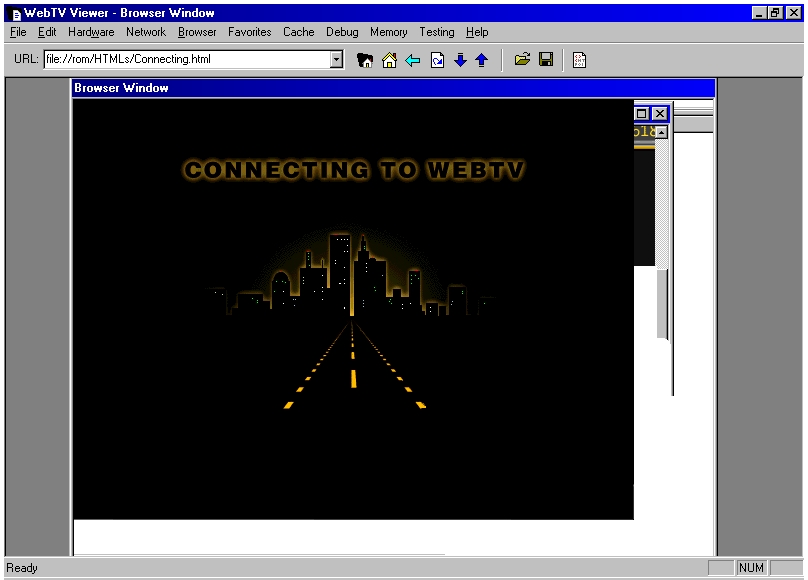 WebTV Viewer - Browser Window
File Edit Hardware Network Browser Favorites Cache Debug Memory Testing Help
URL: file://rom/HTMLs/Connecting.html
Browser Window
CONNECTING TO WEBTV
Ready
NUM